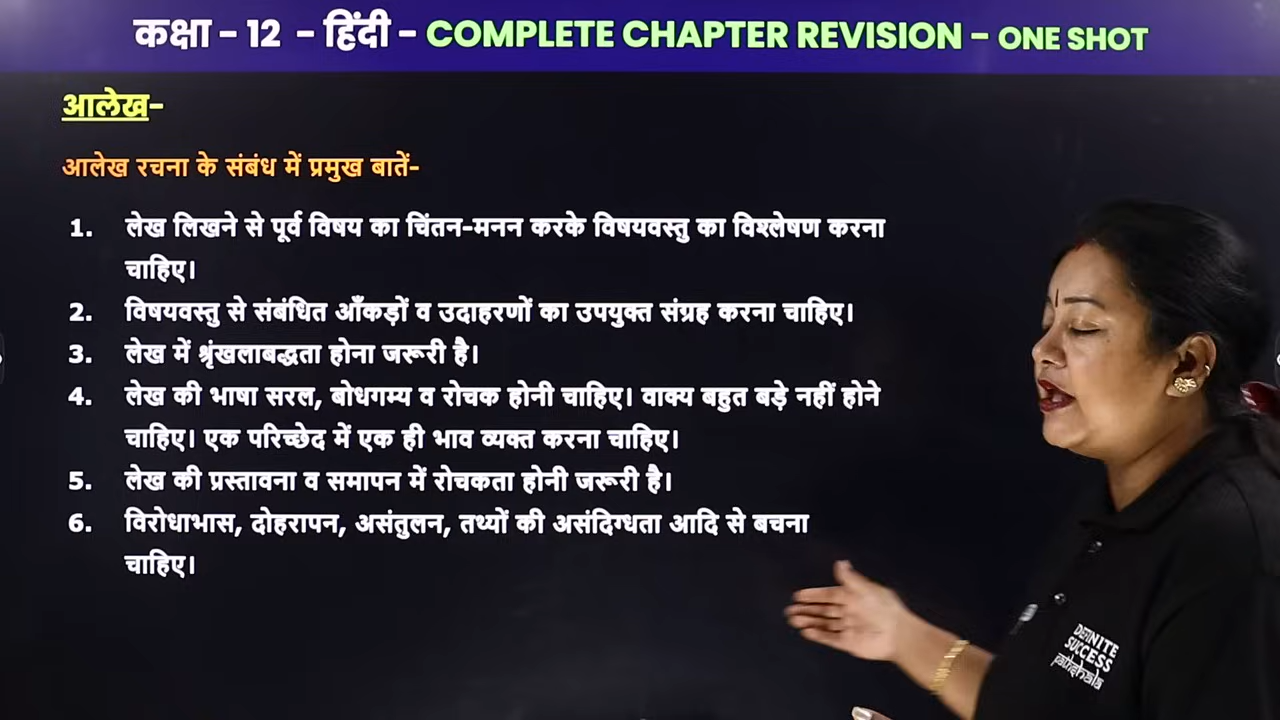 कक्षा – 12 – हिंदी – COMPLETE CHAPTER REVISION – ONE SHOT
आलेख-
आलेख रचना के संबंध में प्रमुख बातें-
1. लेख लिखने से पूर्व विषय का चिंतन-मनन करके विषयवस्तु का विश्लेषण करना
चाहिए।
2. विषयवस्तु से संबंधित आँकड़ों व उदाहरणों का उपयुक्त संग्रह करना चाहिए।
3. लेख में श्रृंखलाबद्धता होना जरूरी है।
4. लेख की भाषा सरल, बोधगम्य व रोचक होनी चाहिए। वाक्य बहुत बड़े नहीं होने
चाहिए। एक परिच्छेद में एक ही भाव व्यक्त करना चाहिए।
5. लेख की प्रस्तावना व समापन में रोचकता होनी जरूरी है।
6. विरोधाभास, दोहरापन, असंतुलन, तथ्यों की असंदिग्धता आदि से बचना
चाहिए।
DEFINITE
SUCCESS
pathshala